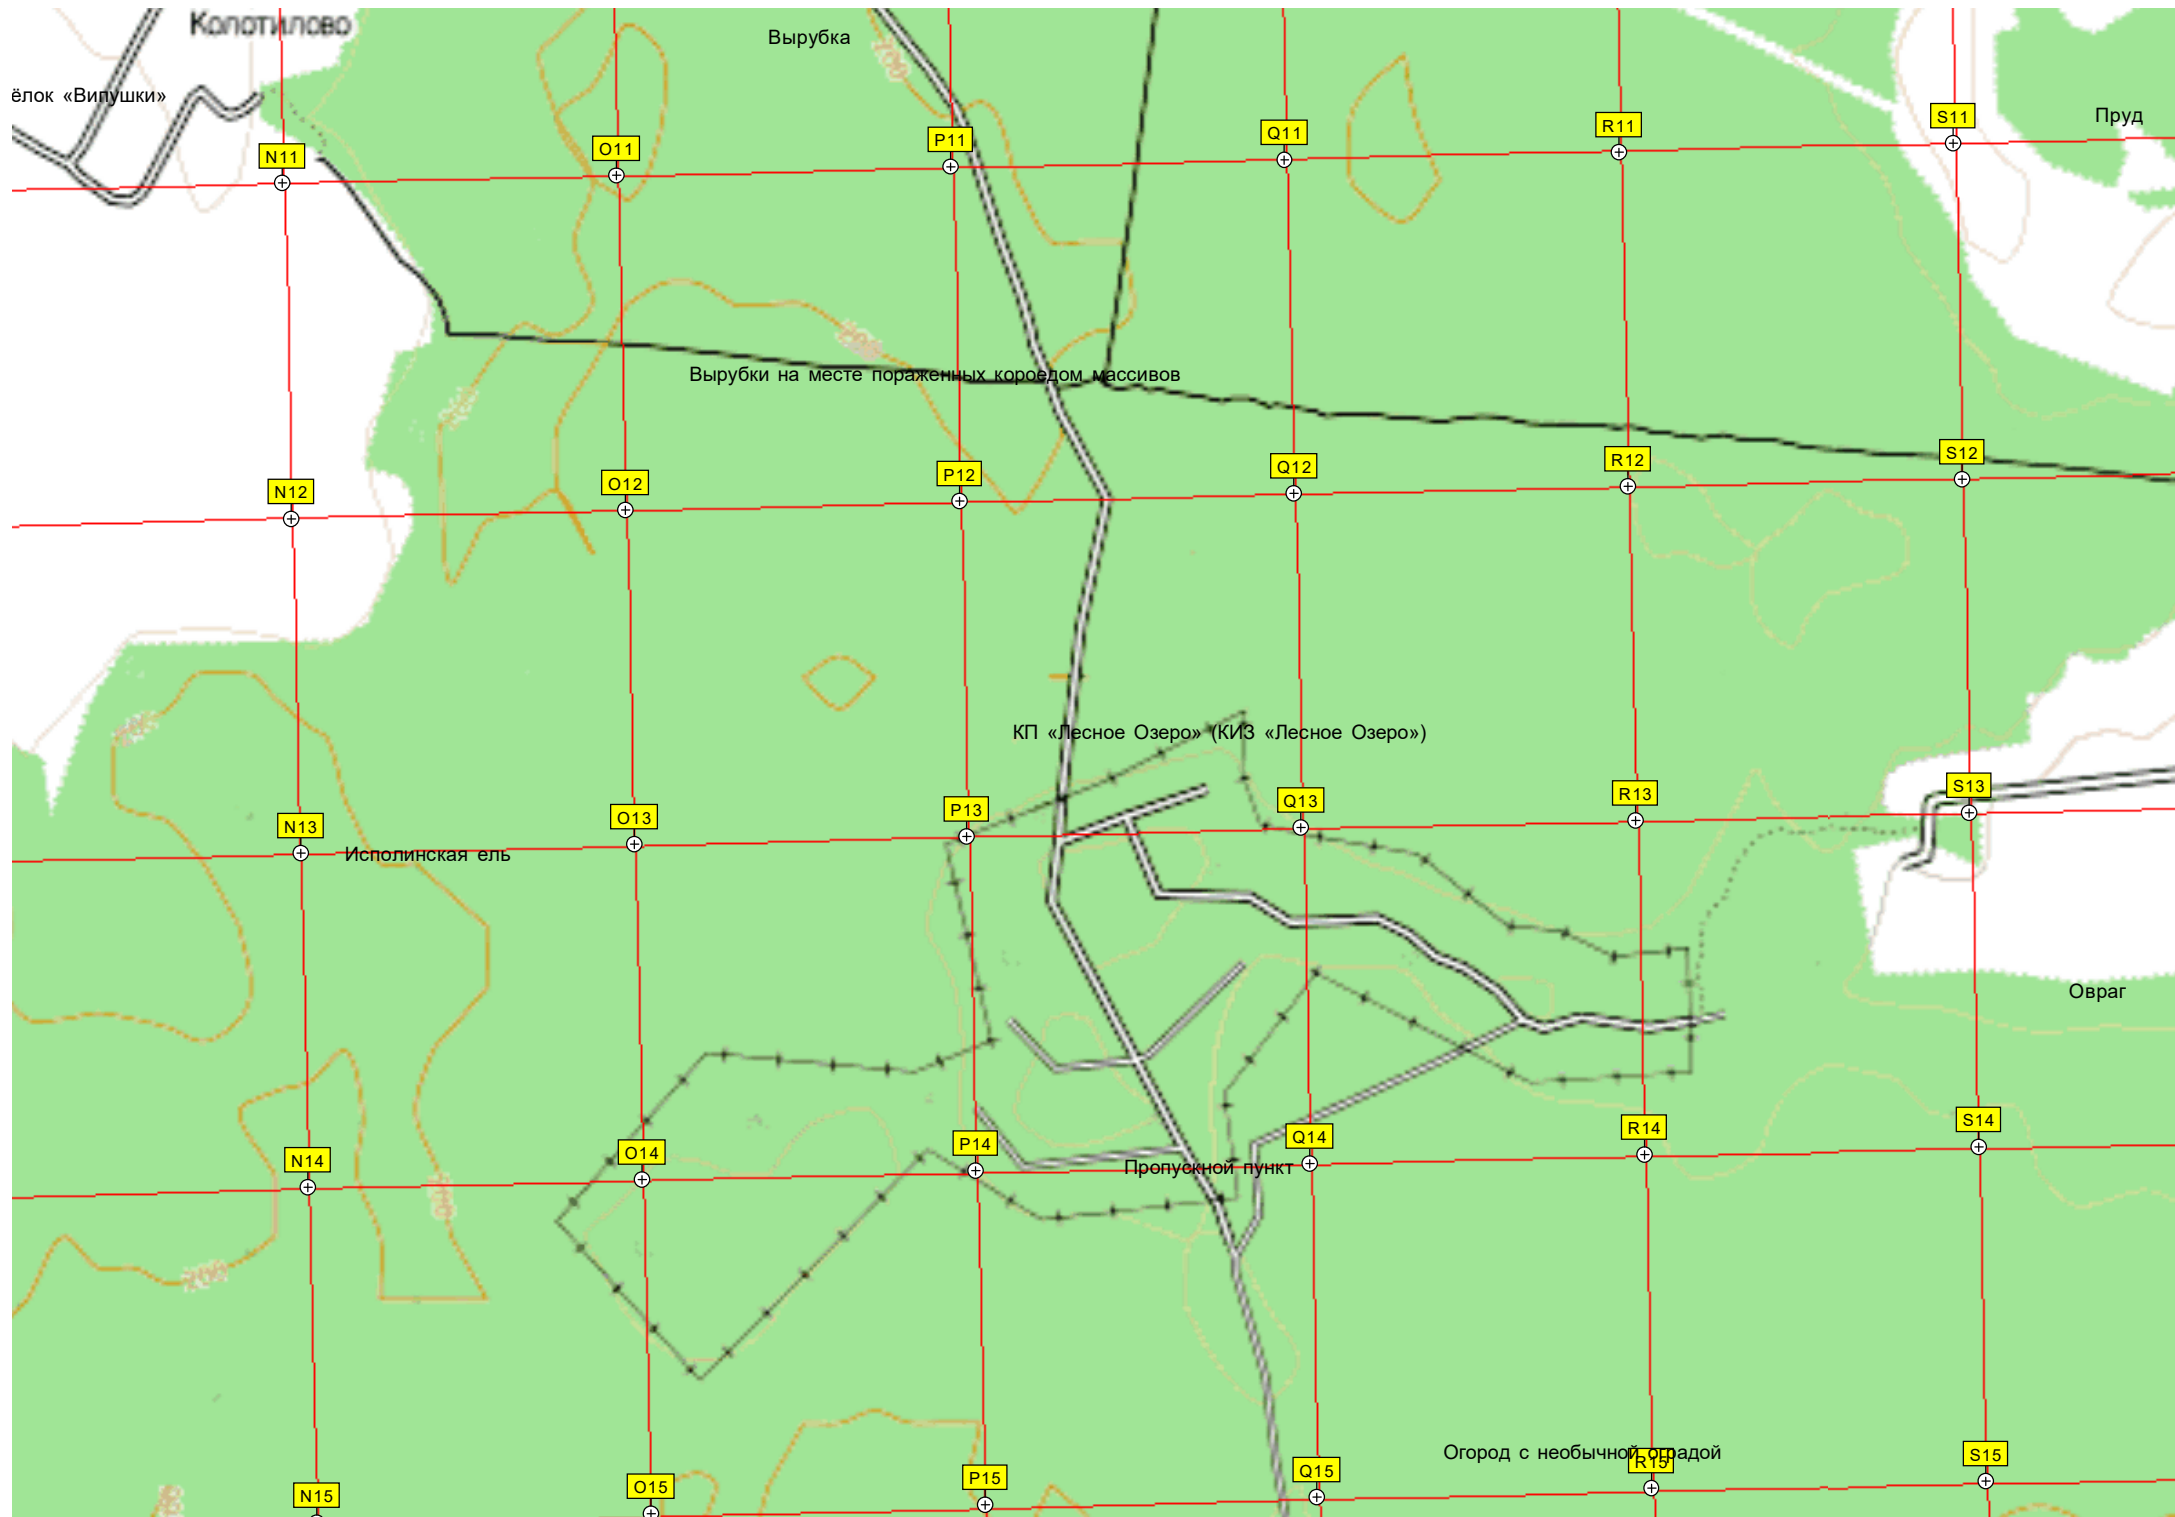 Колотилово
Вырубка
ёлок «Випушки»
Пруд
N11
O11
P11
Q11
R11
S11
Вырубки на месте пораженных короедом массивов
N12
O12
P12
Q12
R12
S12
КП «Лесное Озеро» (КИЗ «Лесное Озеро»)
N13
O13
P13
Q13
R13
S13
Исполинская ель
Овраг
N14
O14
P14
Q14
R14
S14
Пропускной пункт
Огород с необычной оградой
N15
O15
P15
Q15
R15
S15